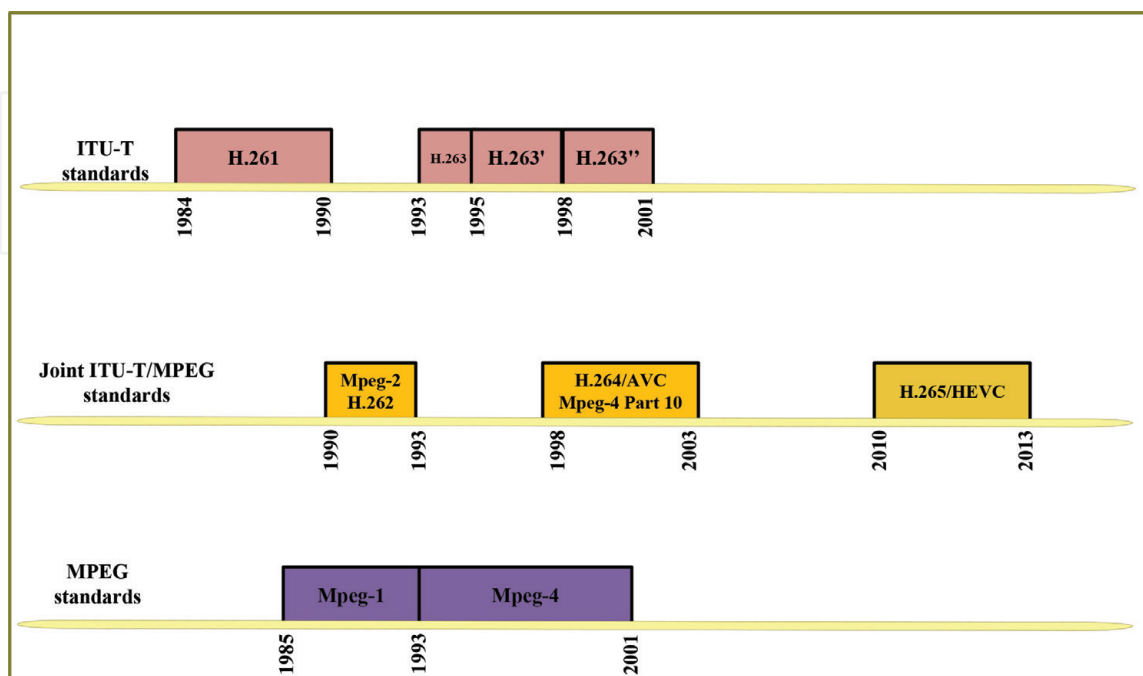 ITU-T
standards
H.261
H.263
H.263'
H.263’’
1984
1990
1993
1995
1998
2001
Joint ITU-T/MPEG
standards
Mpeg-2
H.262
H.264/AVC
Mpeg-4 Part 10
H.265/HEVC
1990
1993
1998
2003
2010
2013
MPEG
standards
Mpeg-1
Mpeg-4
1985
1993
2001